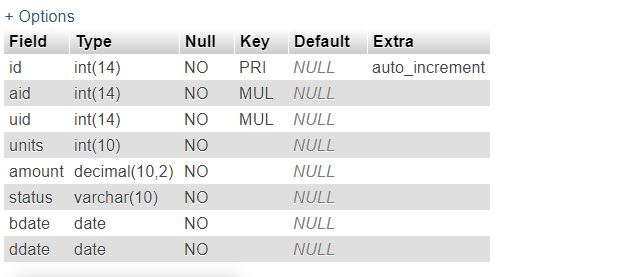 + Options
Field Type Null Key Default Extra
id int(14) NO PRI NULL auto_increment
aid int(14) NO MUL NULL
uid int(14) NO MUL NULL
units int(10) NO NULL
amount decimal(10,2) NO NULL
status varchar(10) NO NULL
bdate date NO NULL
ddate date NO NULL